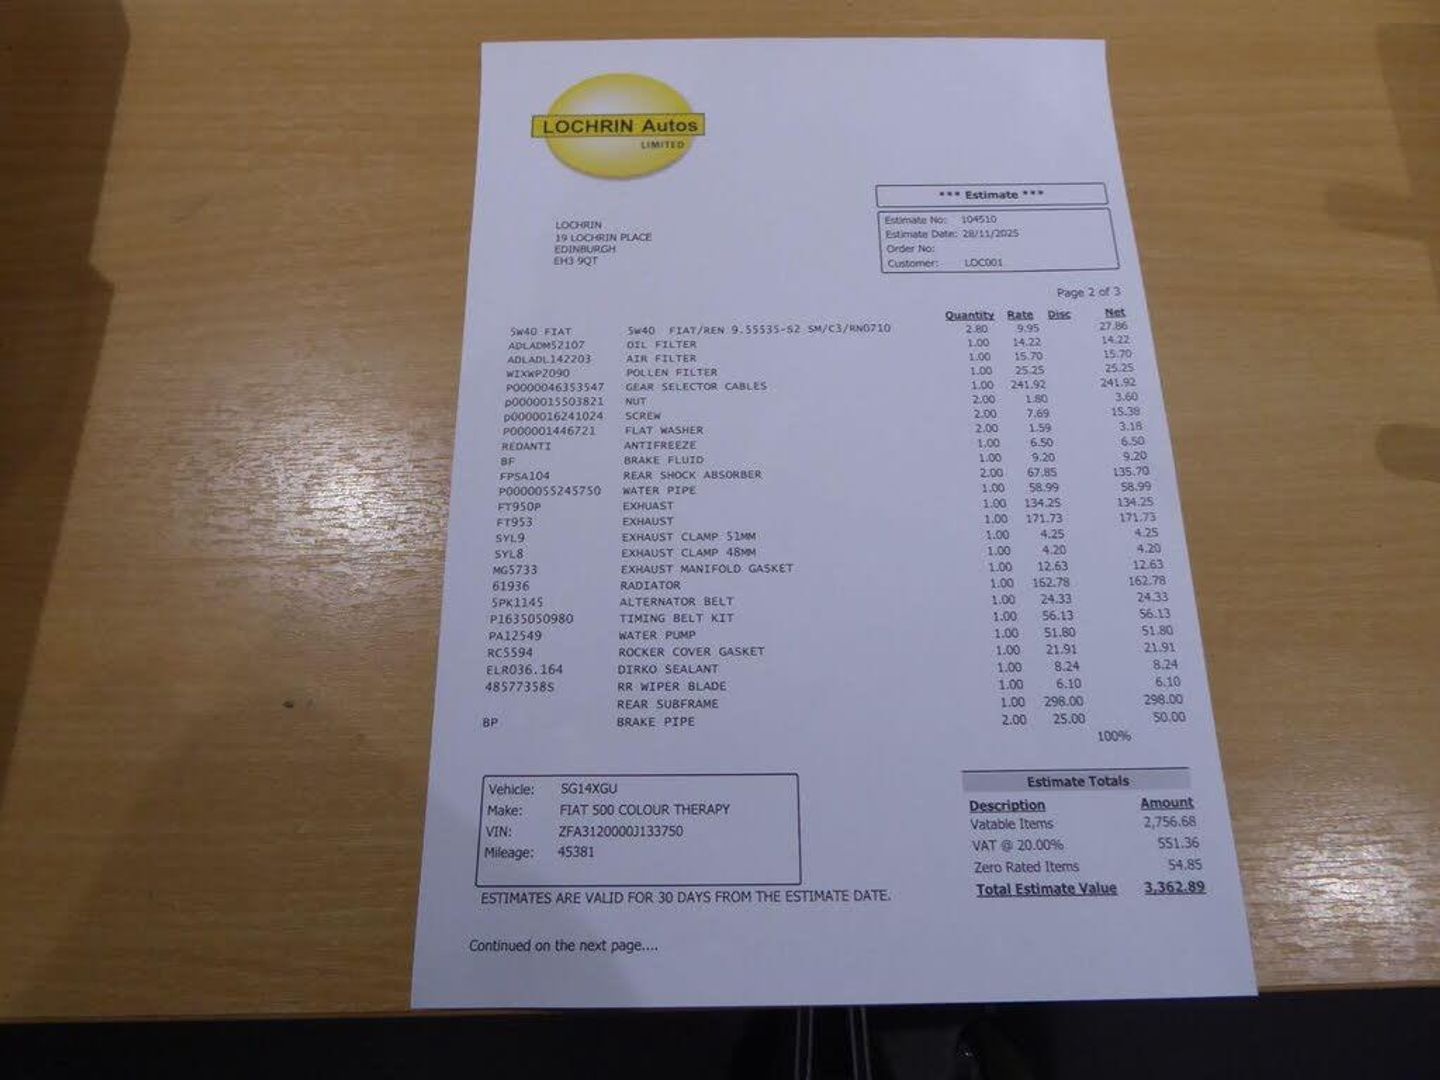 LOCHRIN Autos
LIMITED
*** Estimate ***
LOCHRIN
19 LOCHRIN PLACE
EDINBURGH
EH3 9QT
Estimate No: 104510
Estimate Date: 28/11/2025
Order No:
Customer: LOC001
Page 2 of 3
Quantity Rate Disc Net
5W40 FIAT 5W40 FIAT/REN 9.55535-S2 SM/C3/RN0710 2.80 9.95 27.86
ADLADM52107 OIL FILTER 1.00 14.22 14.22
ADLADL142203 AIR FILTER 1.00 15.70 15.70
WIXWP2090 POLLEN FILTER 1.00 25.25 25.25
P0000046353547 GEAR SELECTOR CABLES 1.00 241.92 241.92
p0000015503821 NUT 2.00 1.80 3.60
p0000016241024 SCREW 2.00 7.69 15.38
P000001446721 FLAT WASHER 2.00 1.59 3.18
REDANTI ANTIFREEZE 1.00 6.50 6.50
BF BRAKE FLUID 1.00 9.20 9.20
FPSA104 REAR SHOCK ABSORBER 2.00 67.85 135.70
P0000055245750 WATER PIPE 1.00 58.99 58.99
FT950P EXHUAST 1.00 134.25 134.25
FT953 EXHAUST 1.00 171.73 171.73
SYL9 EXHAUST CLAMP 51MM 1.00 4.25 4.25
SYL8 EXHAUST CLAMP 48MM 1.00 4.20 4.20
MG5733 EXHAUST MANIFOLD GASKET 1.00 12.63 12.63
61936 RADIATOR 1.00 162.78 162.78
5PK1145 ALTERNATOR BELT 1.00 24.33 24.33
P1635050980 TIMING BELT KIT 1.00 56.13 56.13
PA12549 WATER PUMP 1.00 51.80 51.80
RC5594 ROCKER COVER GASKET 1.00 21.91 21.91
ELR036.164 DIRKO SEALANT 1.00 8.24 8.24
48577358S RR WIPER BLADE 1.00 6.10 6.10
REAR SUBFRAME 1.00 298.00 298.00
BP BRAKE PIPE 2.00 25.00 50.00
100%
Vehicle: SG14XGU
Make: FIAT 500 COLOUR THERAPY
VIN: ZFA3120000J133750
Mileage: 45381
Estimate Totals
Description Amount
Vatable Items 2,756.68
VAT @ 20.00% 551.36
Zero Rated Items 54.85
Total Estimate Value 3,362.89
ESTIMATES ARE VALID FOR 30 DAYS FROM THE ESTIMATE DATE.
Continued on the next page....